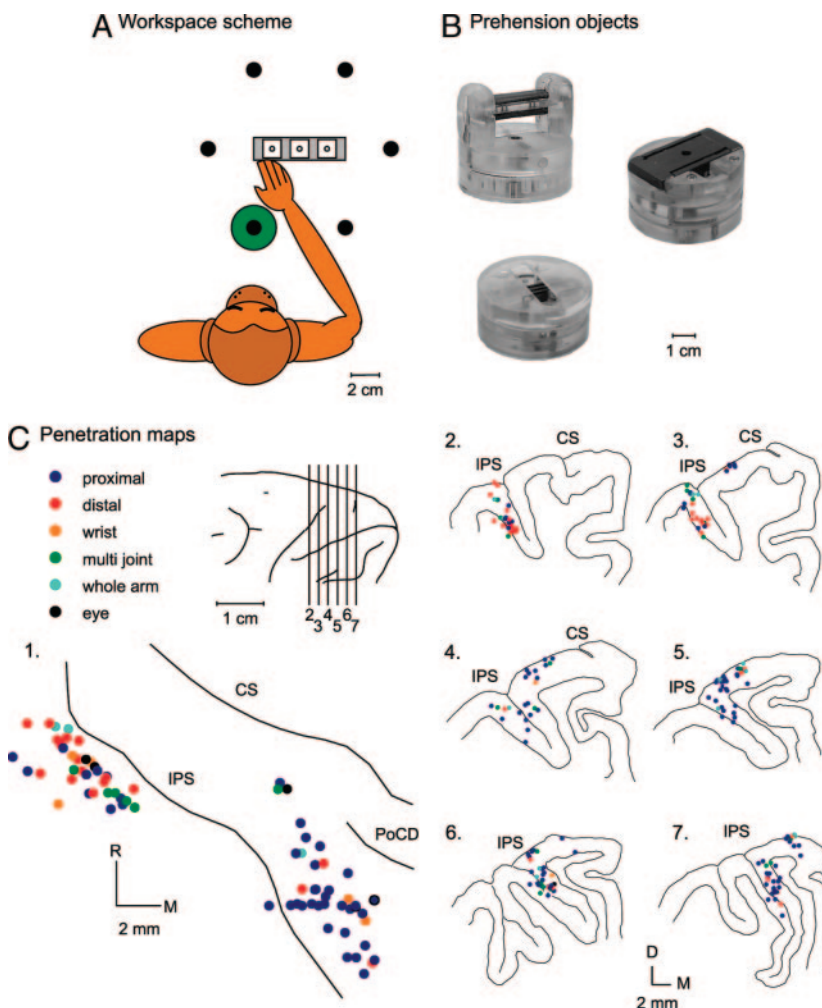 A Workspace scheme
2 cm
B Prehension objects
1 cm
C Penetration maps
proximal
distal
wrist
multi joint
whole arm
eye
1 cm
2 4 6
3 5 7
1.
CS
IPS
PoCD
R
M
2 mm
2.
CS
IPS
3.
CS
IPS
4.
CS
IPS
5.
IPS
6.
IPS
7.
IPS
D
M
2 mm